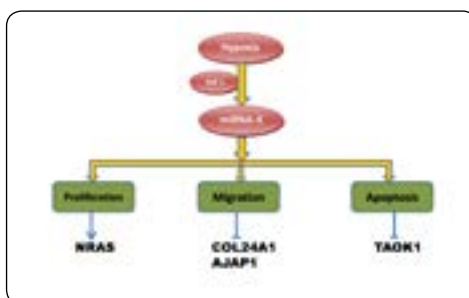 Hypoxia
Proliferation
Migration
Apoptosis
NRAS
COL24A1
TAOK1
AJAP1